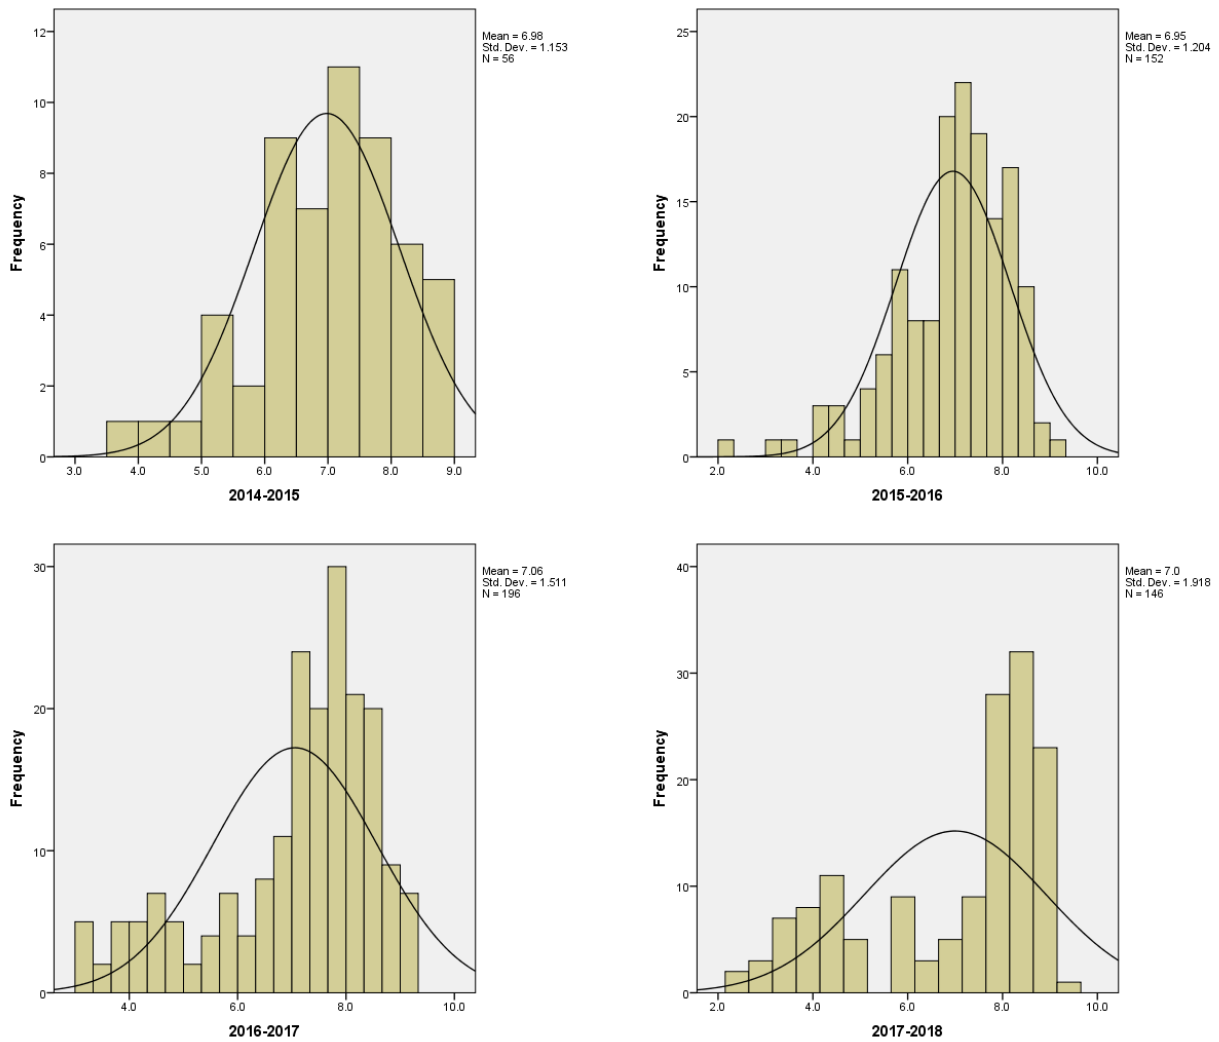 Mean = 6.98
Std. Dev. = 1.153
N = 56
12
10
8
6
4
2
0
Frequency
3.0 4.0 5.0 6.0 7.0 8.0 9.0
2014-2015
Mean = 6.95
Std. Dev. = 1.204
N = 152
25
20
15
10
5
0
Frequency
2.0 4.0 6.0 8.0 10.0
2015-2016
Mean = 7.06
Std. Dev. = 1.511
N = 196
30
20
10
0
Frequency
4.0 6.0 8.0 10.0
2016-2017
Mean = 7.0
Std. Dev. = 1.918
N = 146
40
30
20
10
0
Frequency
2.0 4.0 6.0 8.0 10.0
2017-2018